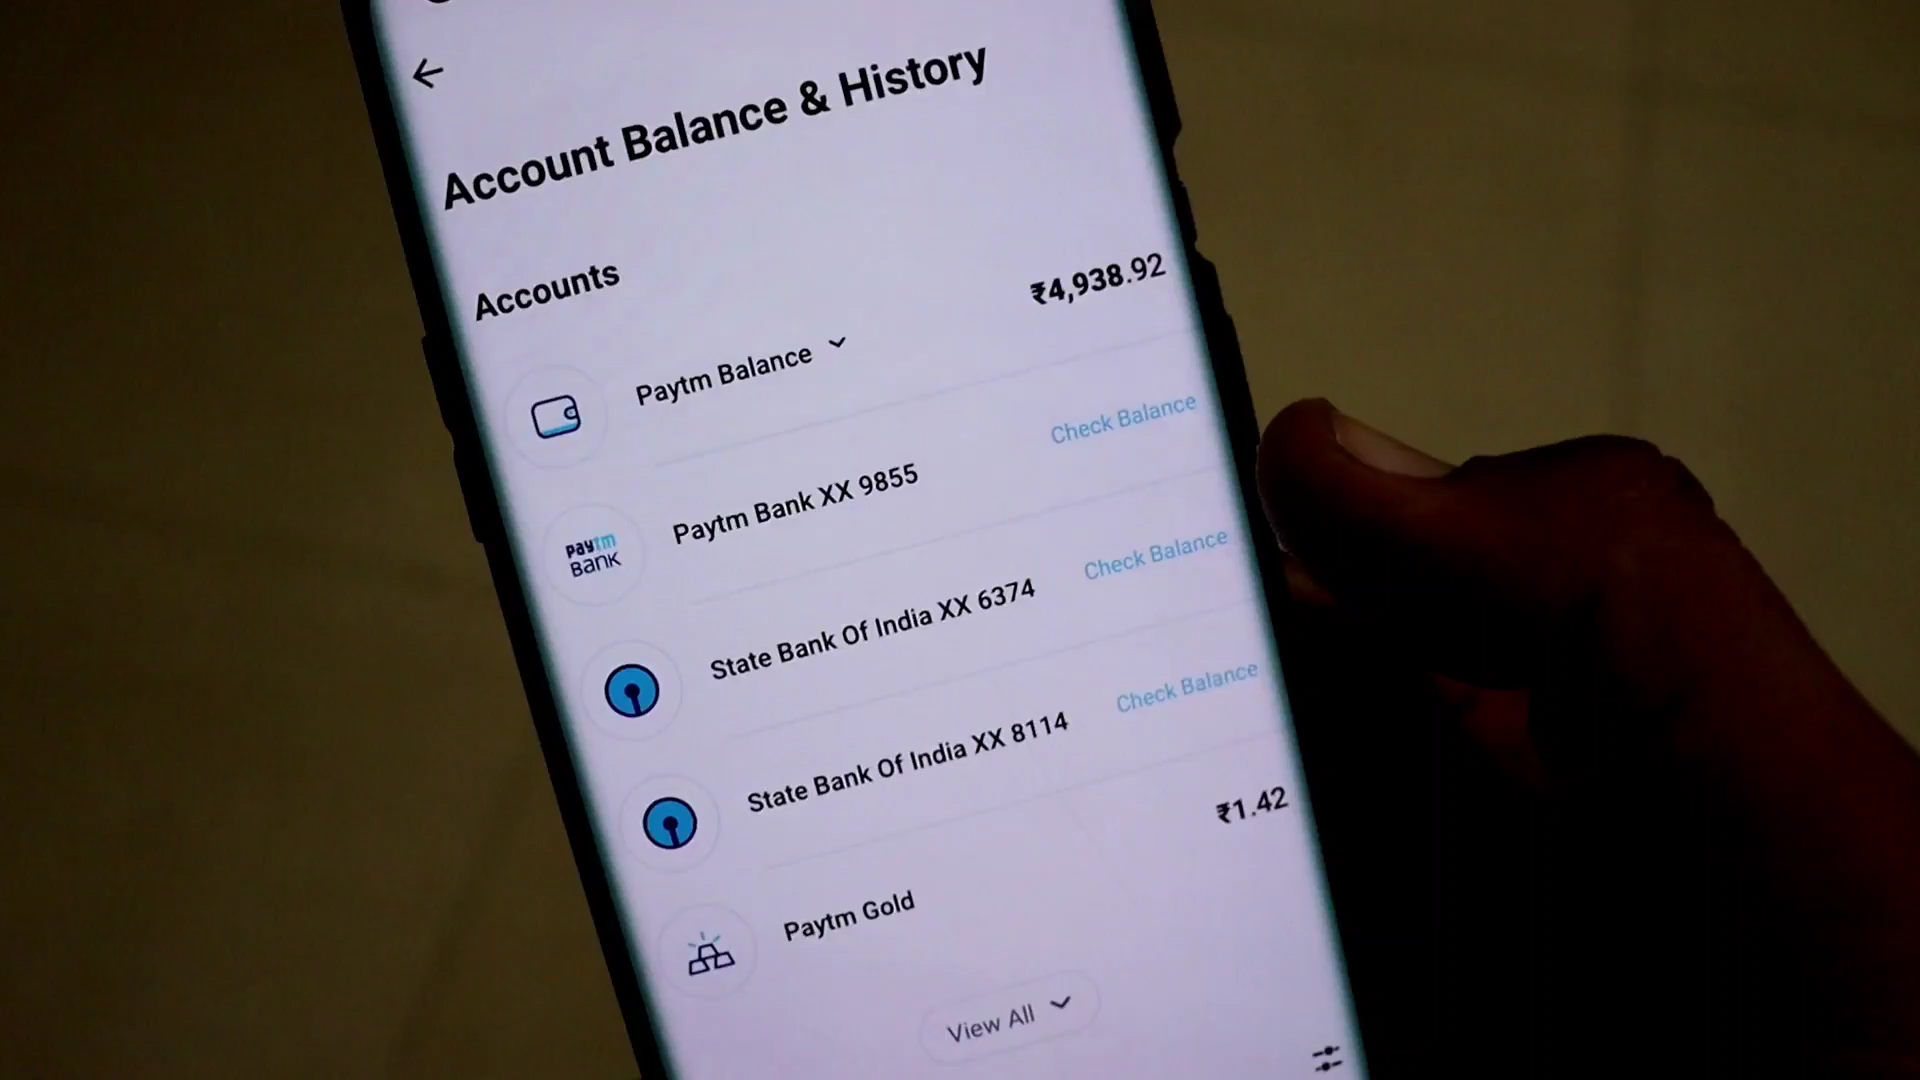 Account Balance & History
Accounts
Paytm Balance ₹4,938.92
paytm
BANK
Paytm Bank XX 9855 Check Balance
State Bank Of India XX 6374 Check Balance
State Bank Of India XX 8114 Check Balance
Paytm Gold ₹1.42
View All